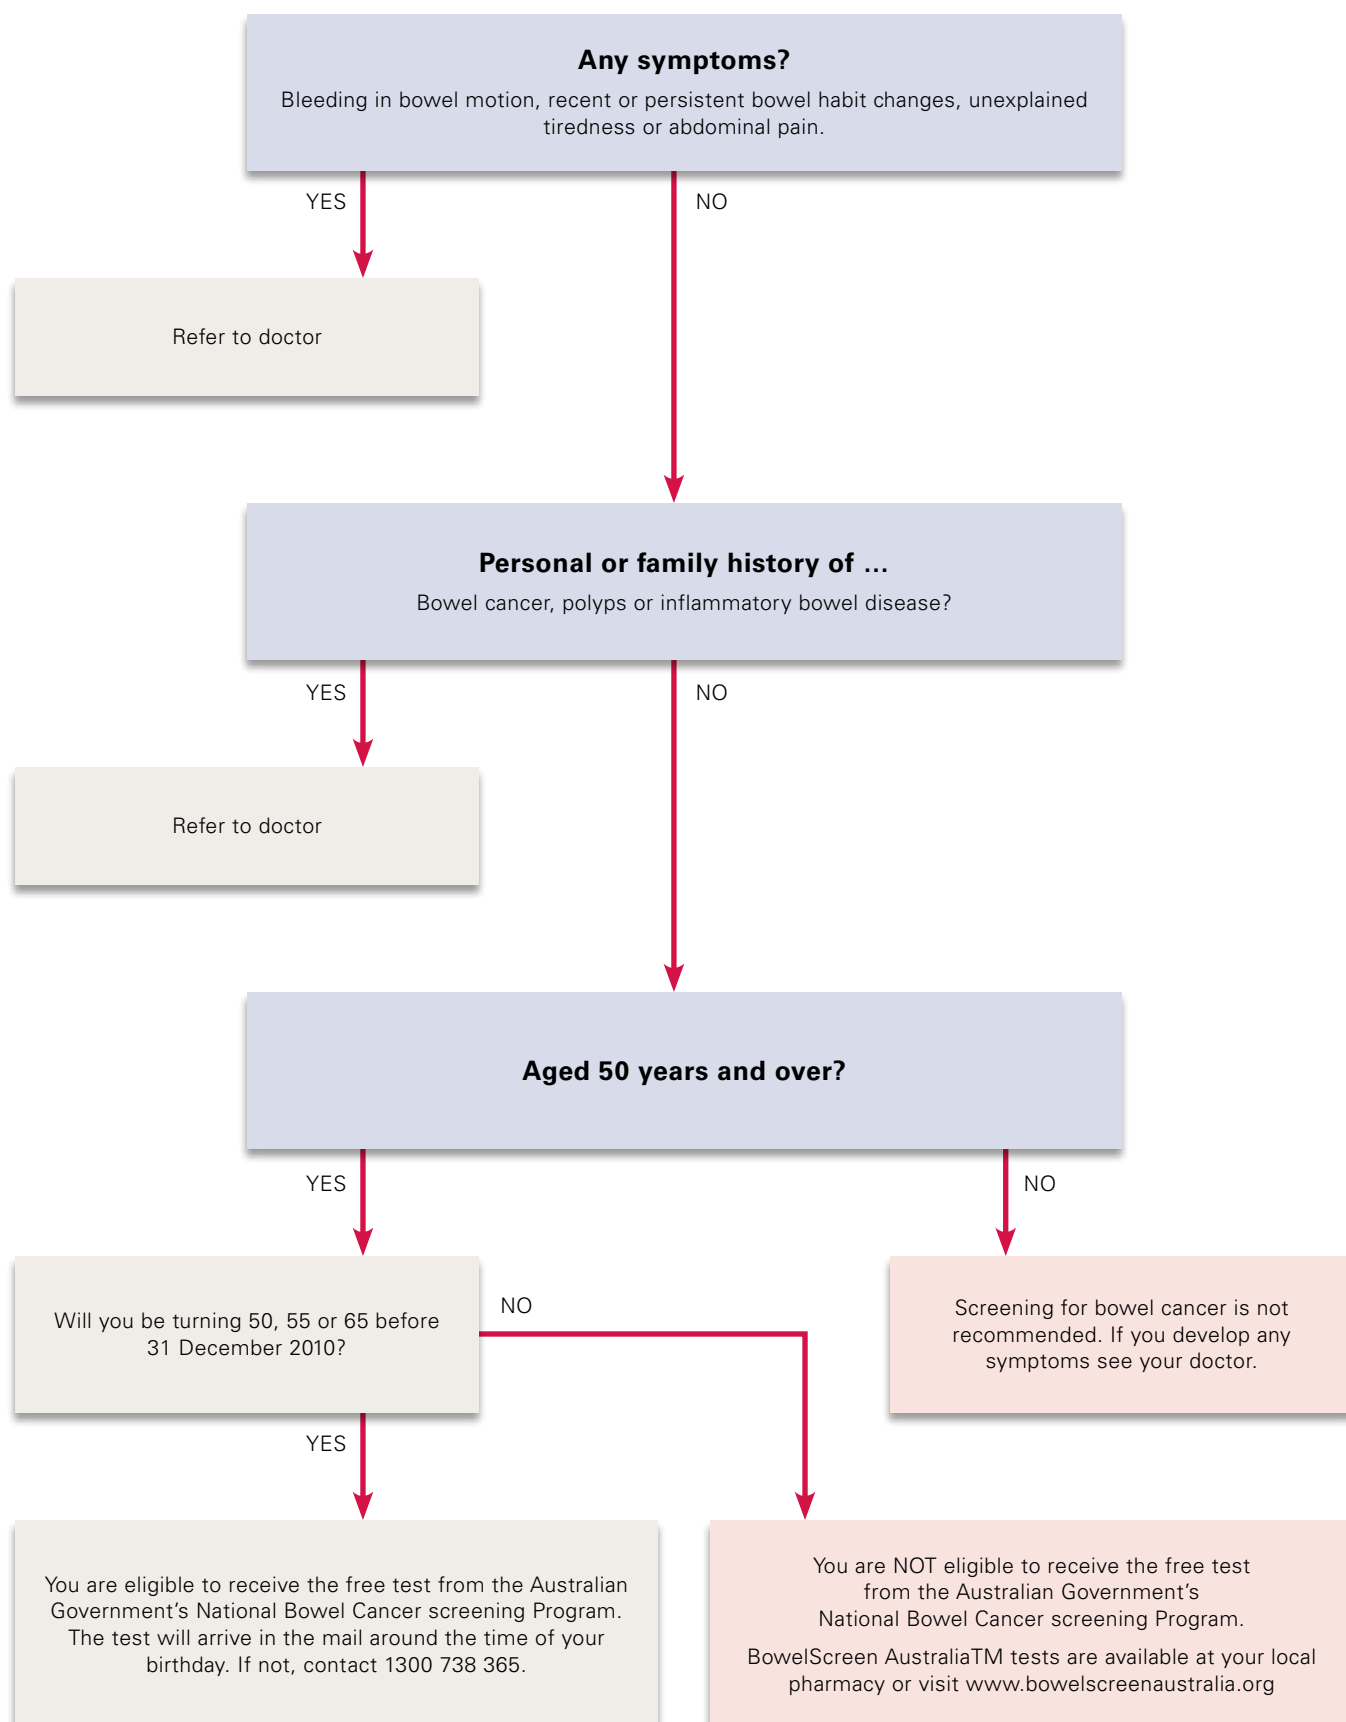 Any symptoms?
Bleeding in bowel motion, recent or persistent bowel habit changes, unexplained
tiredness or abdominal pain.
YES
NO
Refer to doctor
Personal or family history of ...
Bowel cancer, polyps or inflammatory bowel disease?
YES
NO
Refer to doctor
Aged 50 years and over?
YES
NO
Will you be turning 50, 55 or 65 before
31 December 2010?
NO
Screening for bowel cancer is not
recommended. If you develop any
symptoms see your doctor.
YES
You are eligible to receive the free test from the Australian
Government's National Bowel Cancer screening Program.
The test will arrive in the mail around the time of your
birthday. If not, contact 1300 738 365.
You are NOT eligible to receive the free test
from the Australian Government's
National Bowel Cancer screening Program.
BowelScreen AustraliaTM tests are available at your local
pharmacy or visit www.bowelscreenaustralia.org